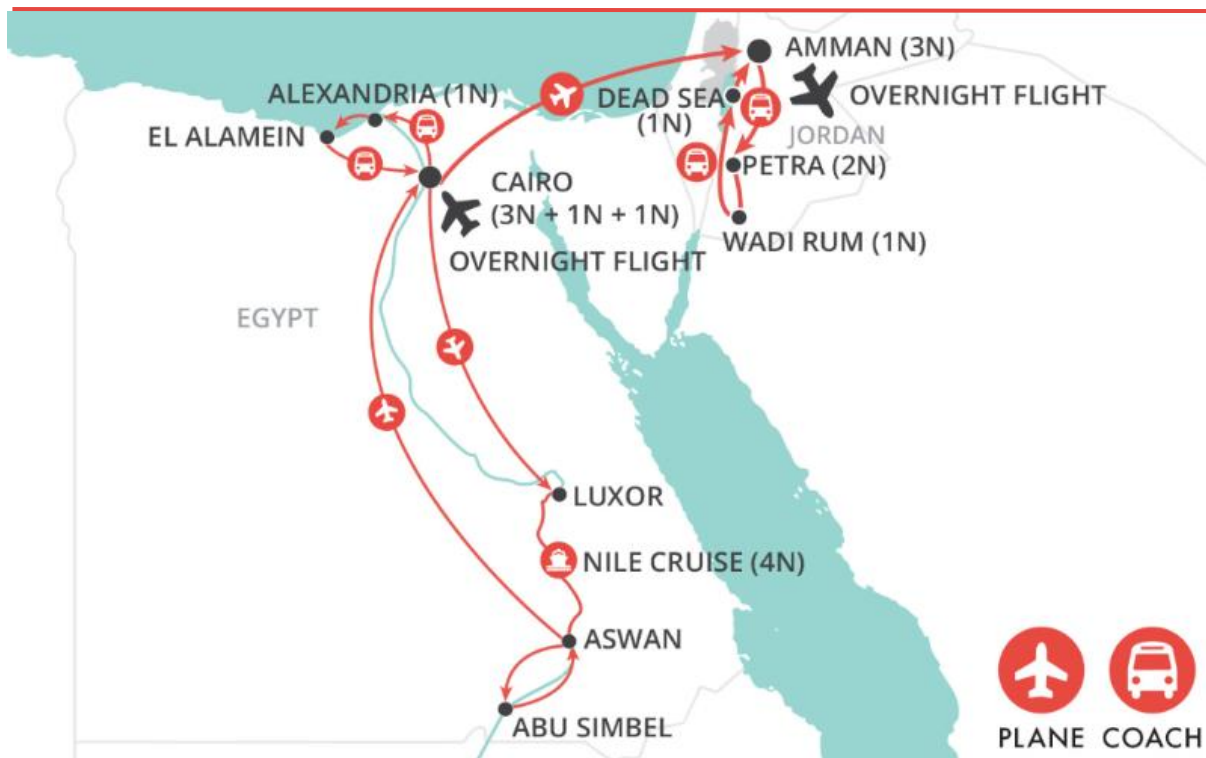 AMMAN (3N)
OVERNIGHT FLIGHT
DEAD SEA
(1N)
JORDAN
PETRA (2N)
WADI RUM (1N)
ALEXANDRIA (1N)
EL ALAMEIN
CAIRO
(3N + 1N + 1N)
OVERNIGHT FLIGHT
EGYPT
LUXOR
NILE CRUISE (4N)
ASWAN
ABU SIMBEL
PLANE COACH